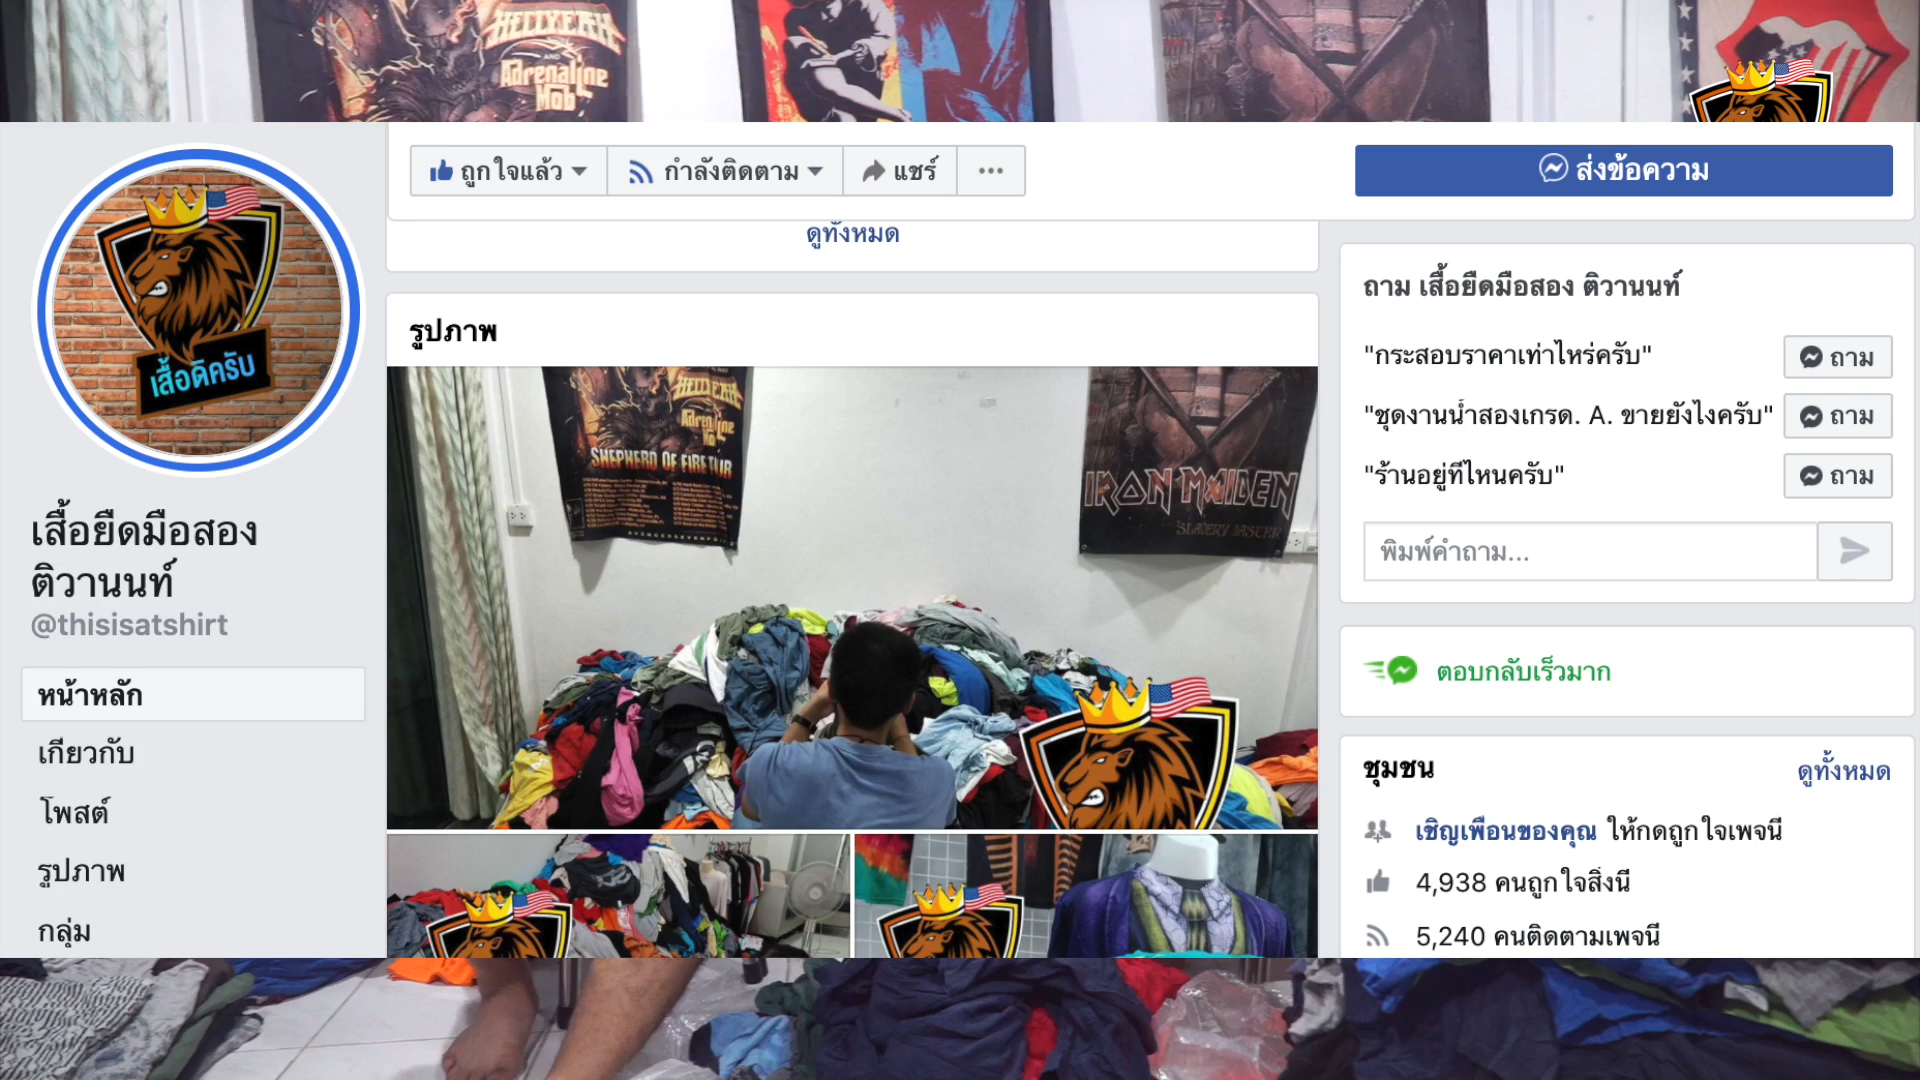 HELLYEAH
AND
Adrenaline
Mob
ถูกใจแล้ว
กำลังติดตาม
แชร์
ส่งข้อความ
ดูทั้งหมด
เสื้อดิครับ
เสื้อยืดมือสอง
ติวานนท์
@thisisatshirt
หน้าหลัก
เกี่ยวกับ
โพสต์
รูปภาพ
กลุ่ม
รูปภาพ
HELLYEAH
Adrenaline
Mob
SHEPHERD OF FIRE TOUR
IRON MAIDEN
ถาม เสื้อยืดมือสอง ติวานนท์
"กระสอบราคาเท่าไหร่ครับ" ถาม
"ชุดงานน้ำสองเกรด. A. ขายยังไงครับ" ถาม
"ร้านอยู่ที่ไหนครับ" ถาม
พิมพ์คำถาม...
ตอบกลับเร็วมาก
ชุมชน ดูทั้งหมด
เชิญเพื่อนของคุณ ให้กดถูกใจเพจนี้
4,938 คนถูกใจสิ่งนี้
5,240 คนติดตามเพจนี้